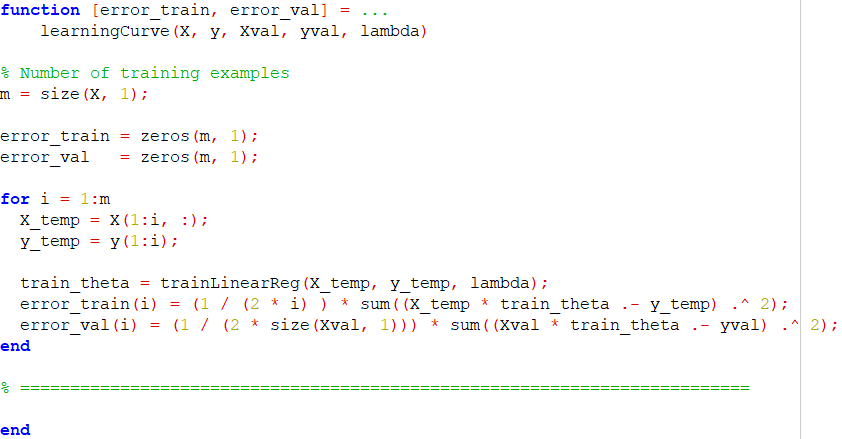 function [error_train, error_val] = ...
    learningCurve(X, y, Xval, yval, lambda)

% Number of training examples
m = size(X, 1);

error_train = zeros(m, 1);
error_val   = zeros(m, 1);

for i = 1:m
  X_temp = X(1:i, :);
  y_temp = y(1:i);

  train_theta = trainLinearReg(X_temp, y_temp, lambda);
  error_train(i) = (1 / (2 * i) ) * sum((X_temp * train_theta .- y_temp) .^ 2);
  error_val(i) = (1 / (2 * size(Xval, 1))) * sum((Xval * train_theta .- yval) .^ 2);
end

% =========================================================================

end